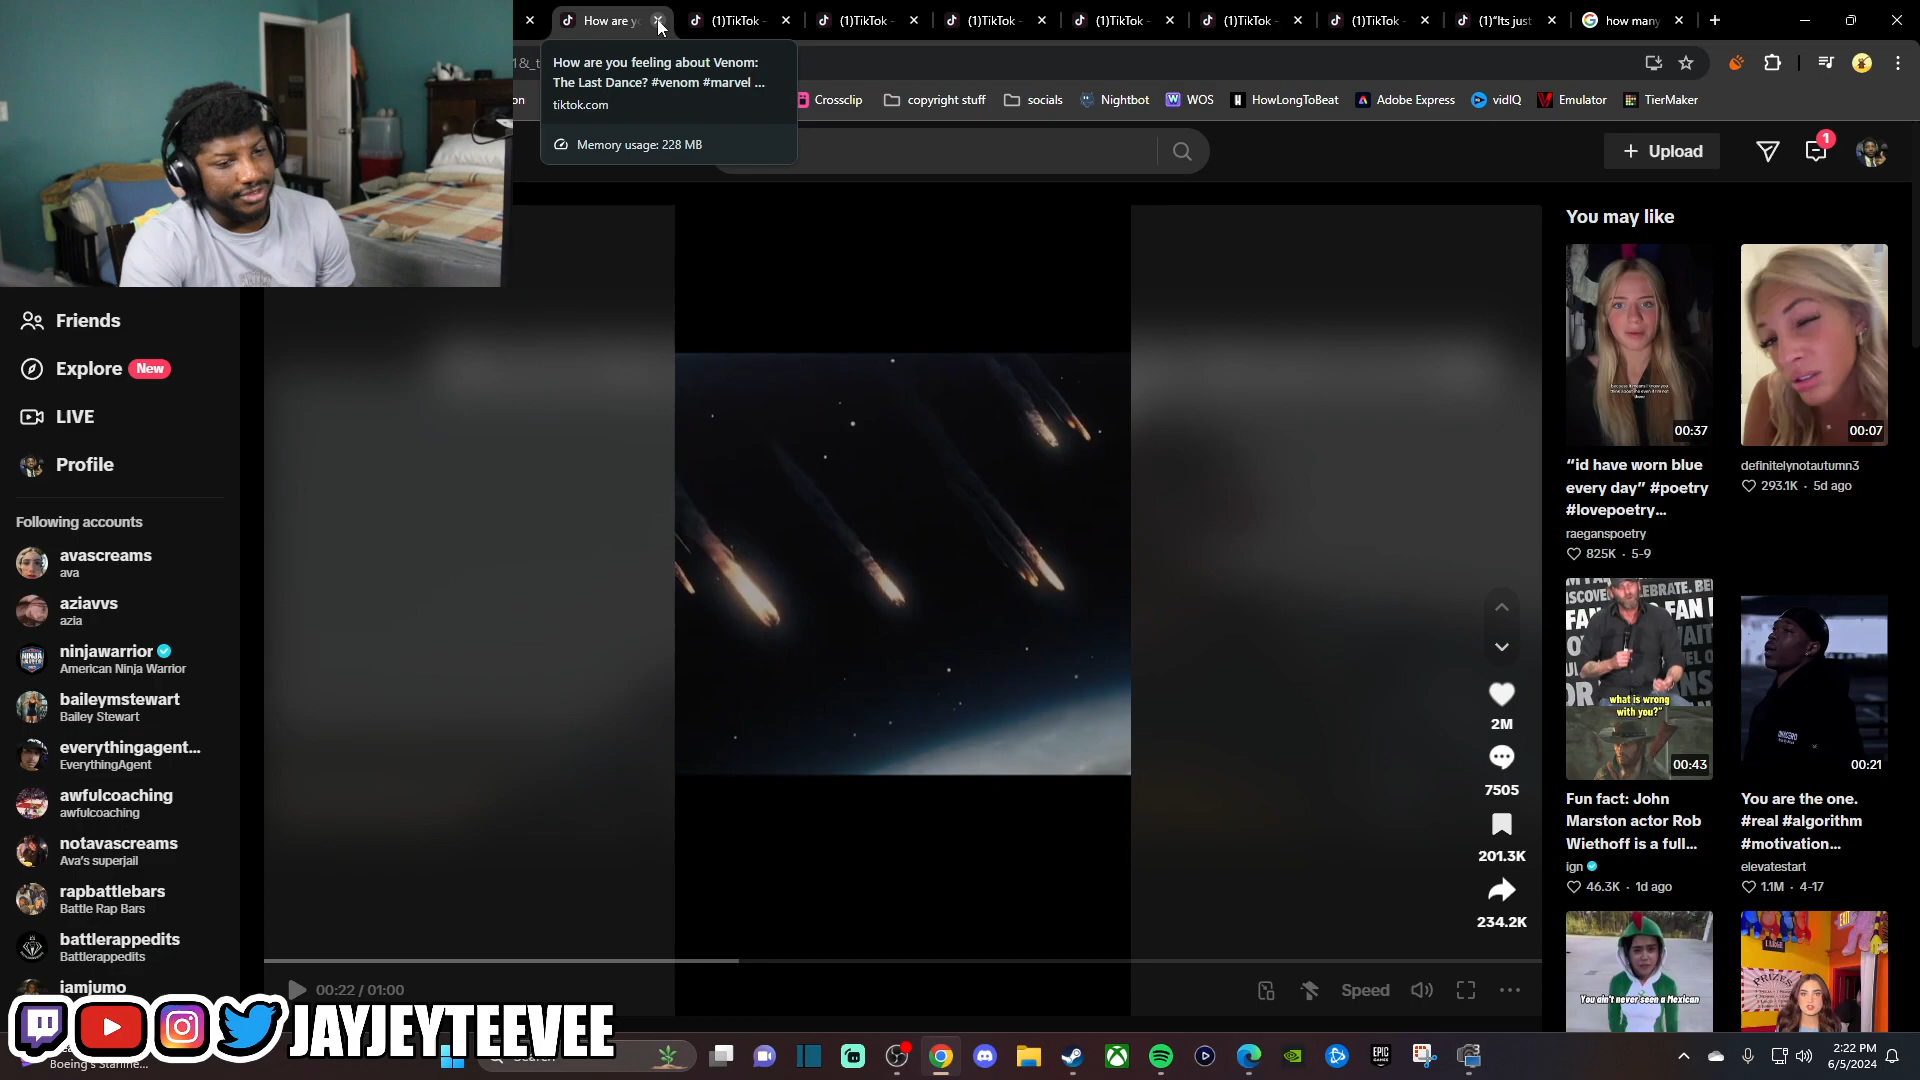 How are yo
(1)TikTok -
(1)TikTok -
(1)TikTok -
(1)TikTok -
(1)TikTok -
(1)TikTok -
(1)"Its just
how many
How are you feeling about Venom:
The Last Dance? #venom #marvel ...
tiktok.com
Memory usage: 228 MB
Crossclip
copyright stuff
socials
Nightbot
WOS
HowLongToBeat
Adobe Express
vidIQ
Emulator
TierMaker
+ Upload
1
Friends
Explore New
LIVE
Profile
Following accounts
avascreams
ava
aziavvs
azia
ninjawarrior
American Ninja Warrior
baileymstewart
Bailey Stewart
everythingagent...
EverythingAgent
awfulcoaching
awfulcoaching
notavascreams
Ava's superjail
rapbattlebars
Battle Rap Bars
battlerappedits
Battlerappedits
iamjumo
2M
7505
201.3K
234.2K
00:22 / 01:00
Speed
You may like
00:37
"id have worn blue
every day" #poetry
#lovepoetry...
raeganspoetry
825K · 5-9
00:07
definitelynotautumn3
293.1K · 5d ago
what is wrong
with you?"
00:43
Fun fact: John
Marston actor Rob
Wiethoff is a full...
ign
46.3K · 1d ago
00:21
You are the one.
#real #algorithm
#motivation...
elevatestart
1.1M · 4-17
You ain't never seen a Mexican
PRIZES
JAYJEYTEEVEE
Search
2:22 PM
6/5/2024